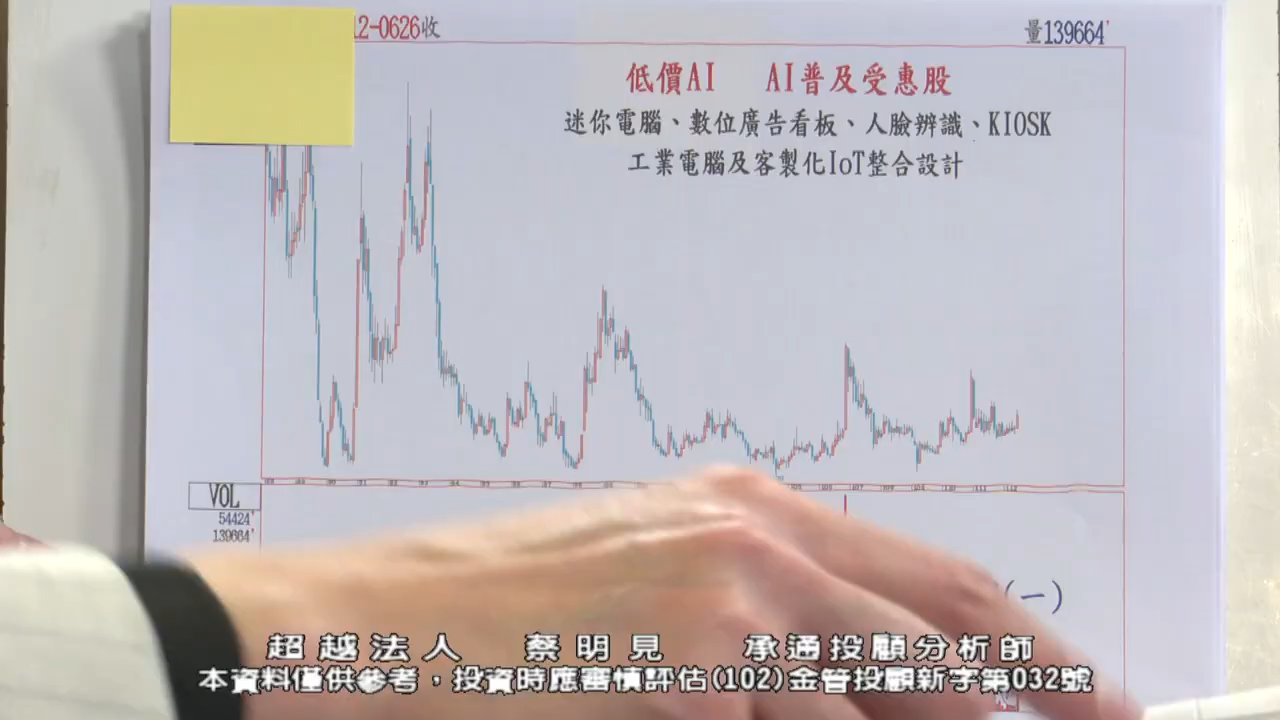 12-0626收
量139664'
低價AI AI普及受惠股
迷你電腦、數位廣告看板、人臉辨識、KIOSK
工業電腦及客製化IoT整合設計
VOL
54424'
139664'
(一)
超越法人 蔡明見 承通投顧分析師
本資料僅供參考，投資時應審慎評估(102)金管投顧新字第032號